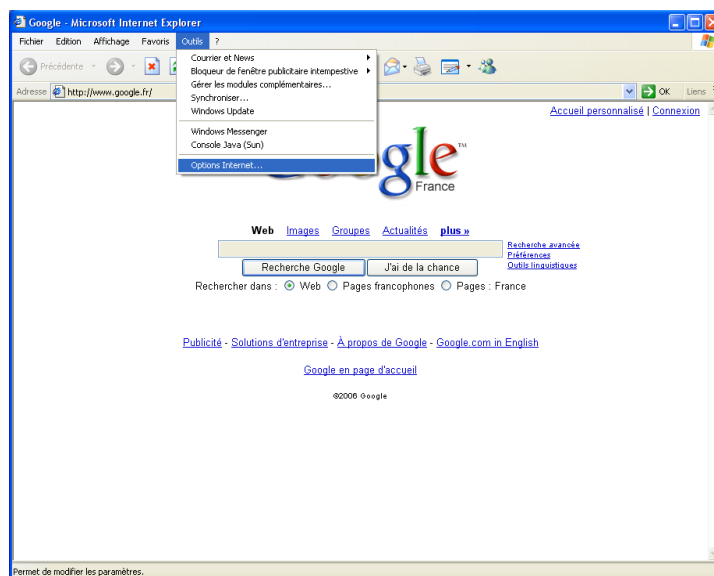 Google - Microsoft Internet Explorer
Fichier Edition Affichage Favoris Outils ?
Précédente
Courrier et News
Bloqueur de fenêtre publicitaire intempestive
Gérer les modules complémentaires...
Synchroniser...
Windows Update
Windows Messenger
Console Java (Sun)
Options Internet...
Adresse http://www.google.fr/ OK Liens
Accueil personnalisé | Connexion
gle™
France
Web Images Groupes Actualités plus »
Recherche avancée
Préférences
Outils linguistiques
Recherche Google J'ai de la chance
Rechercher dans : Web Pages francophones Pages : France
Publicité - Solutions d'entreprise - À propos de Google - Google.com in English
Google en page d'accueil
©2006 Google
Permet de modifier les paramètres.